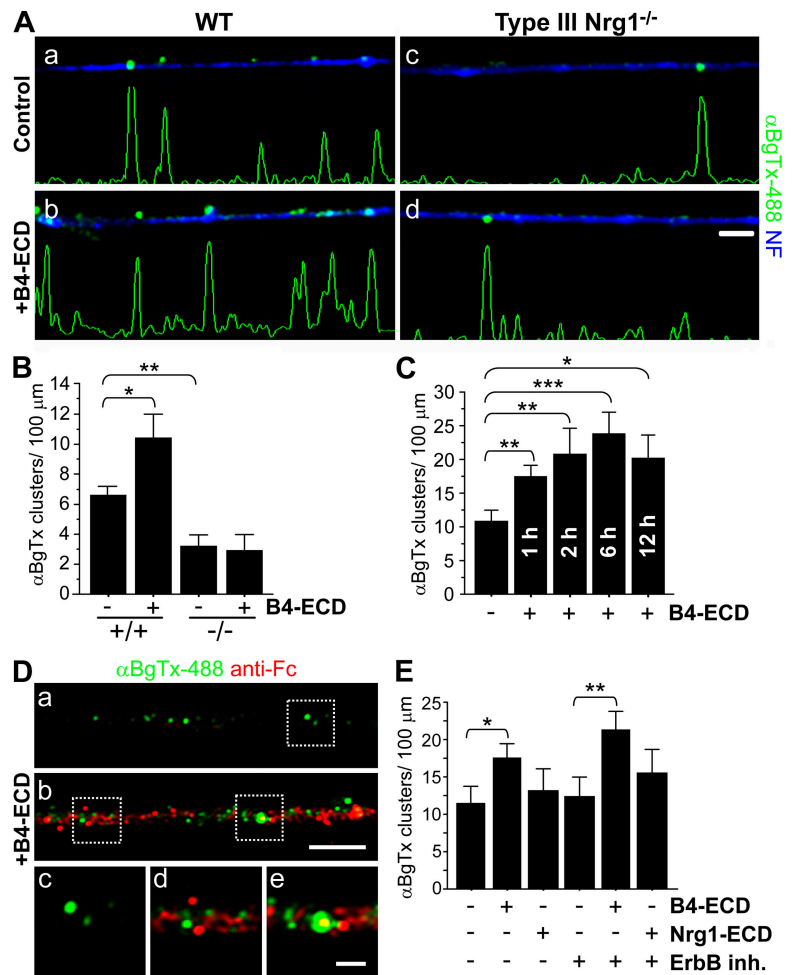 A
WT
Type III Nrg1-/-
Control
a
c
+B4-ECD
b
d
αBgTx-488 NF
B
αBgTx clusters/ 100 µm
14
12
10
8
6
4
2
0
**
*
- + - + B4-ECD
+/+ -/-
C
αBgTx clusters/ 100 µm
30
25
20
15
10
5
0
*
***
**
**
1 h
2 h
6 h
12 h
- + + + + B4-ECD
D
αBgTx-488 anti-Fc
a
+B4-ECD
b
c
d
e
E
αBgTx clusters/ 100 µm
25
20
15
10
5
0
*
**
- + - - + - B4-ECD
- - + - - + Nrg1-ECD
- - - + + + ErbB inh.